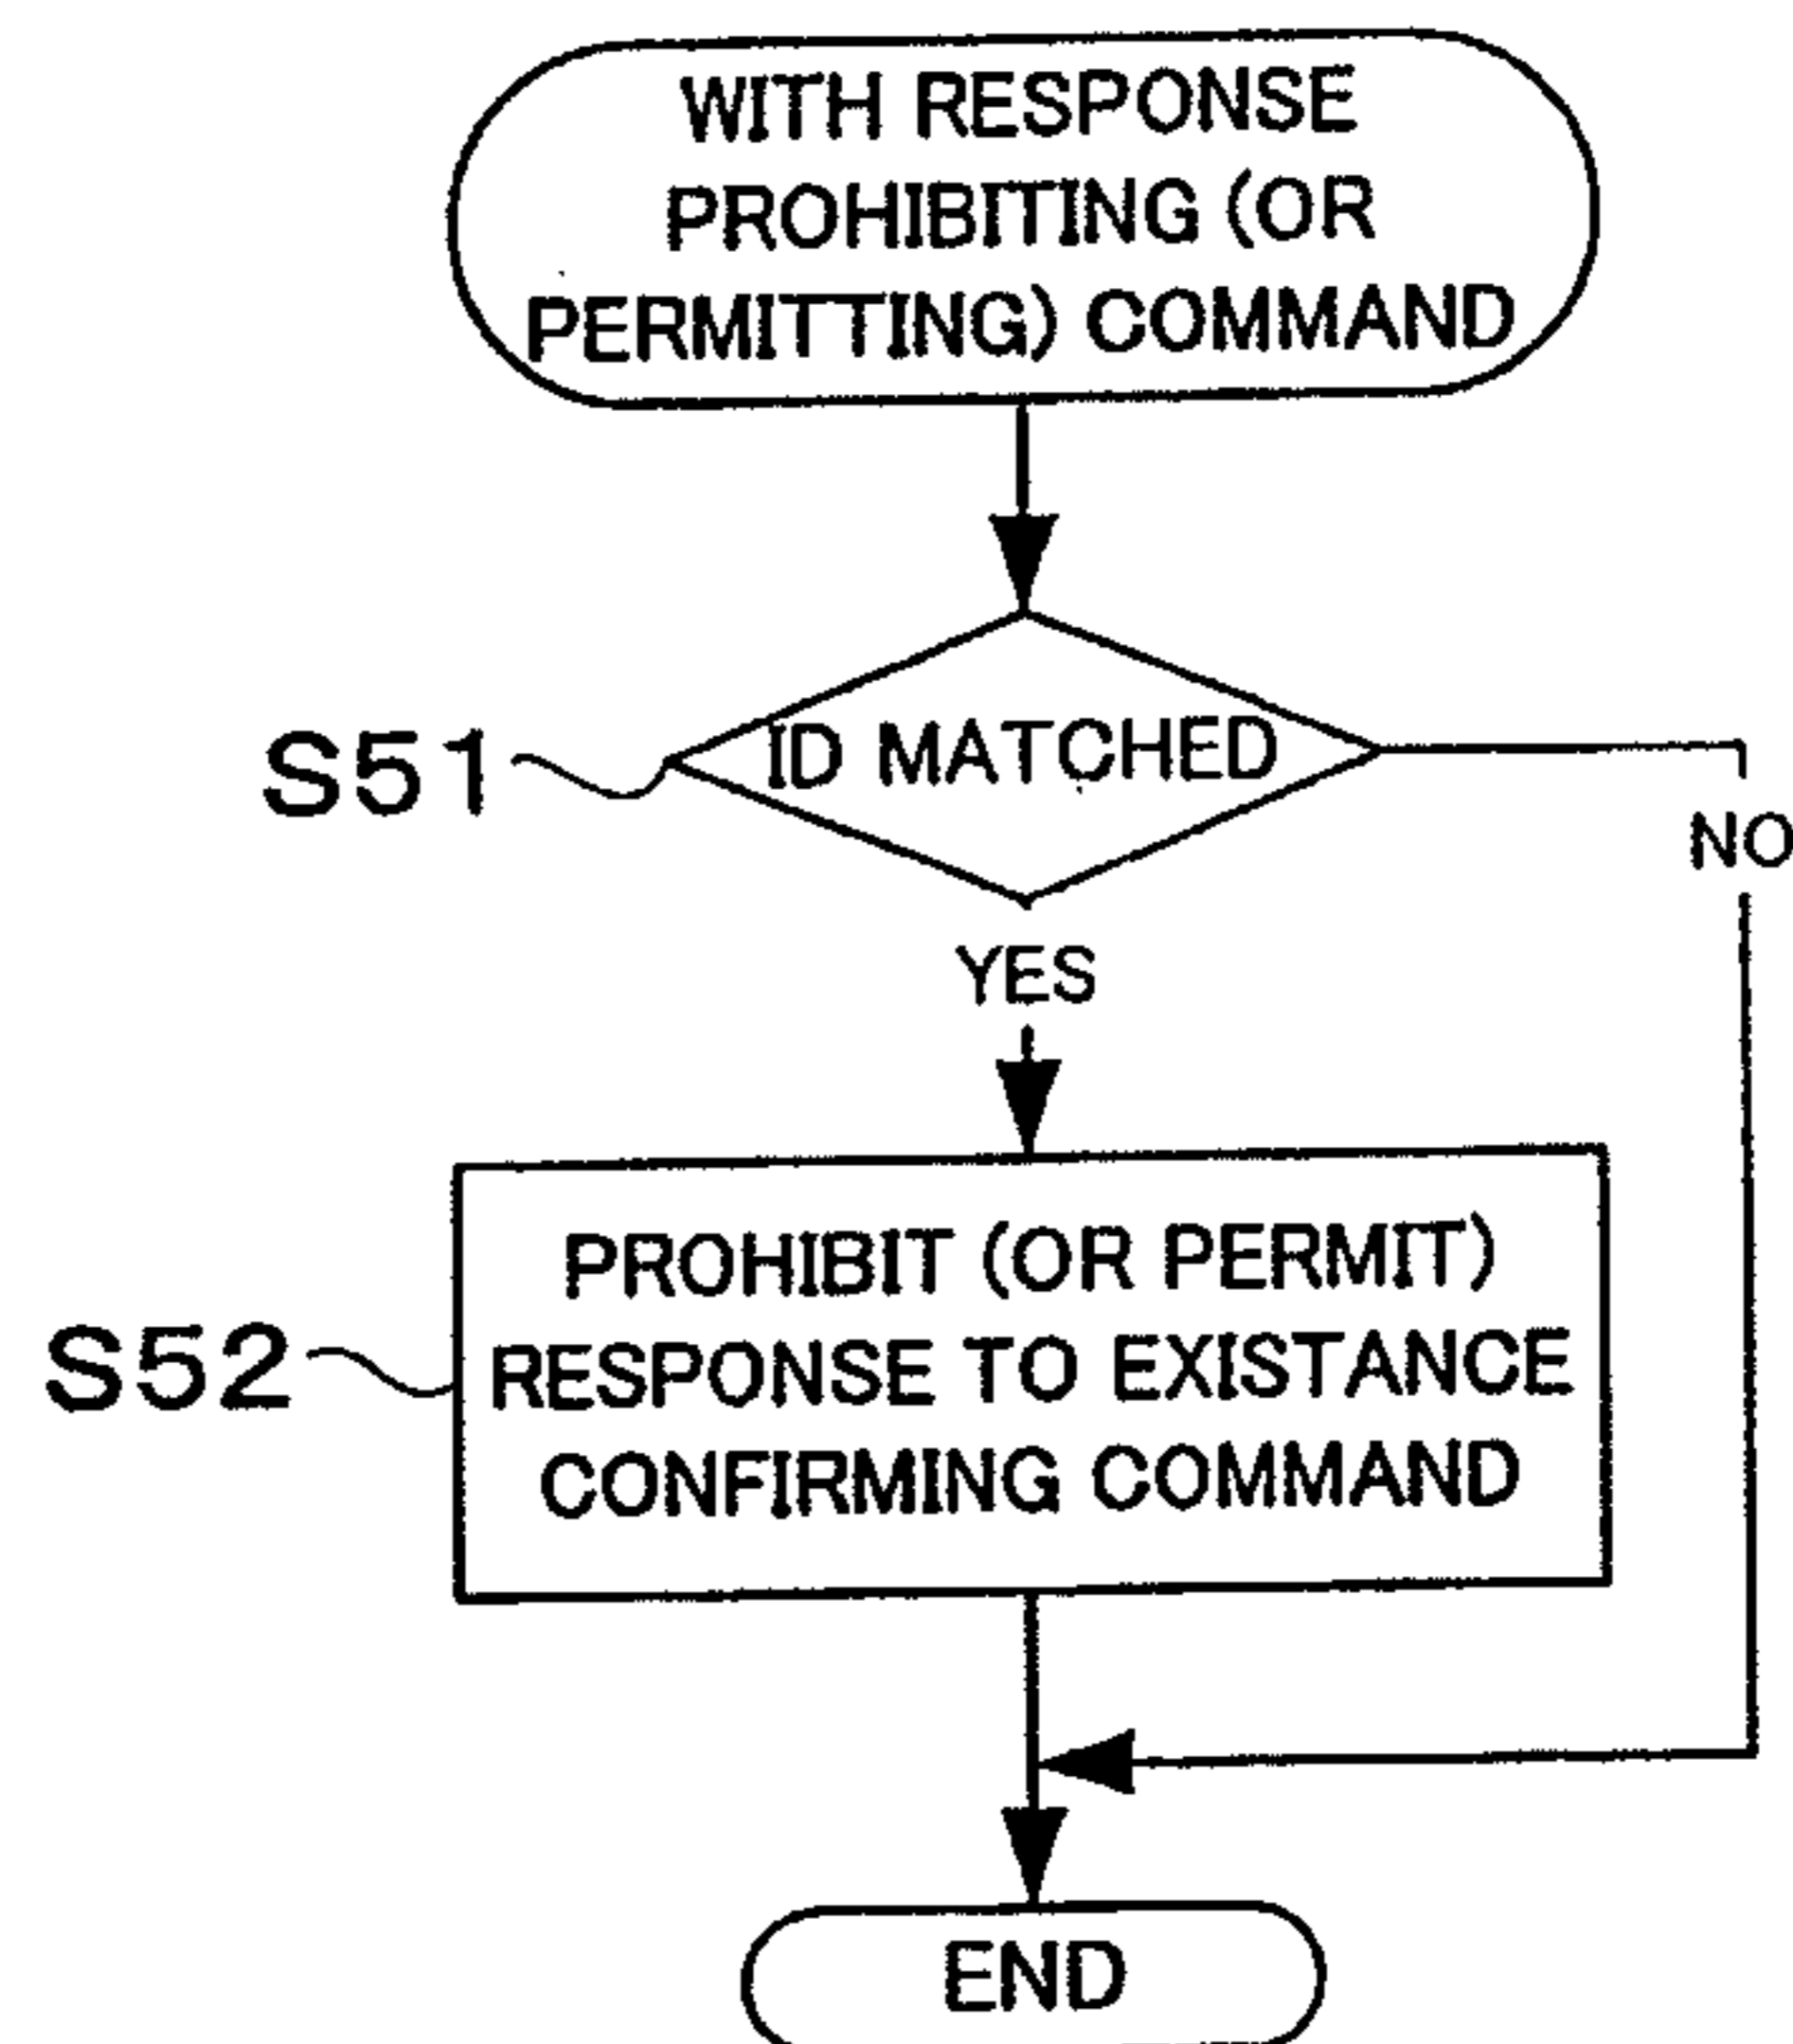 WITH RESPONSE
PROHIBITING (OR
PERMITTING) COMMAND
S51
ID MATCHED
NO
YES
S52
PROHIBIT (OR PERMIT)
RESPONSE TO EXISTANCE
CONFIRMING COMMAND
END